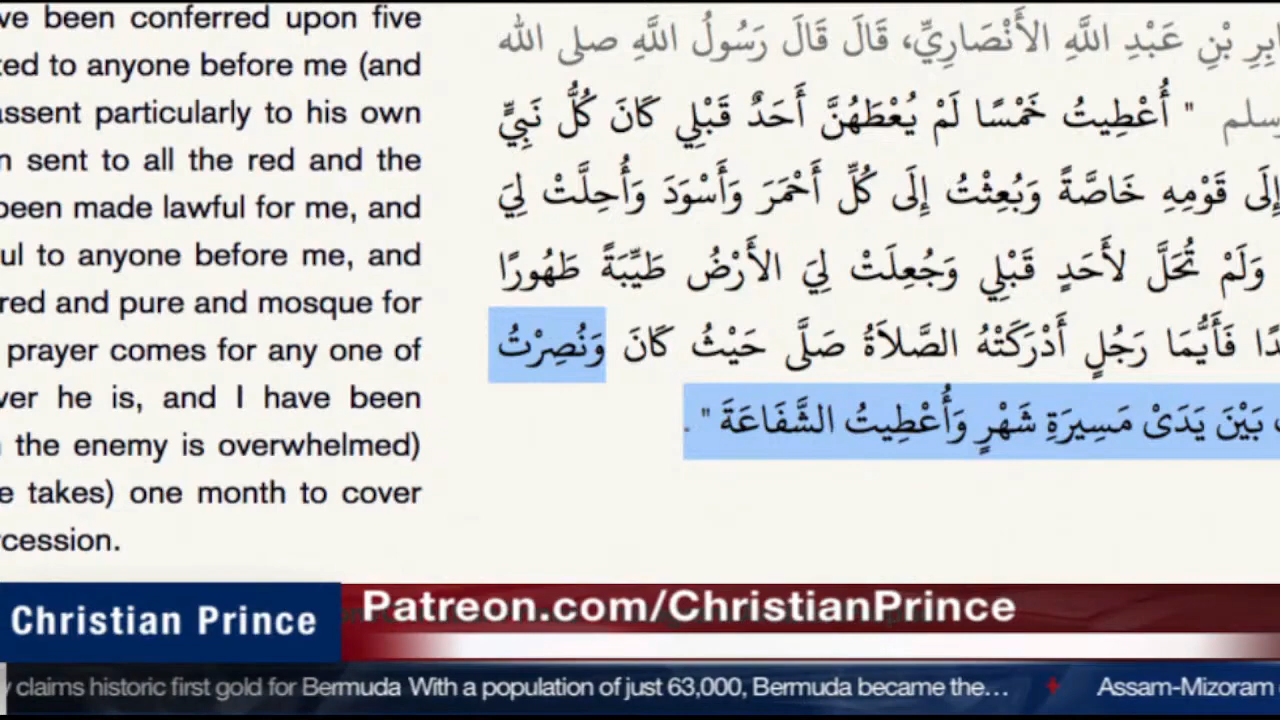 ve been conferred upon five
ted to anyone before me (and
assent particularly to his own
n sent to all the red and the
been made lawful for me, and
ul to anyone before me, and
red and pure and mosque for
prayer comes for any one of
ver he is, and I have been
the enemy is overwhelmed)
e takes) one month to cover
rcession.
ابِرِ بْنِ عَبْدِ اللَّهِ الأَنْصَارِيِّ، قَالَ قَالَ رَسُولُ اللَّهِ صلى الله
وسلم " أُعْطِيتُ خَمْسًا لَمْ يُعْطَهُنَّ أَحَدٌ قَبْلِي كَانَ كُلُّ نَبِيٍّ
إِلَى قَوْمِهِ خَاصَّةً وَبُعِثْتُ إِلَى كُلِّ أَحْمَرَ وَأَسْوَدَ وَأُحِلَّتْ لِيَ
وَلَمْ تُحَلَّ لأَحَدٍ قَبْلِي وَجُعِلَتْ لِيَ الأَرْضُ طَيِّبَةً طَهُورًا
دًا فَأَيُّمَا رَجُلٍ أَدْرَكَتْهُ الصَّلاَةُ صَلَّى حَيْثُ كَانَ وَنُصِرْتُ
بَيْنَ يَدَىْ مَسِيرَةِ شَهْرٍ وَأُعْطِيتُ الشَّفَاعَةَ " .
Christian Prince
Patreon.com/ChristianPrince
y claims historic first gold for Bermuda With a population of just 63,000, Bermuda became the... Assam-Mizoram